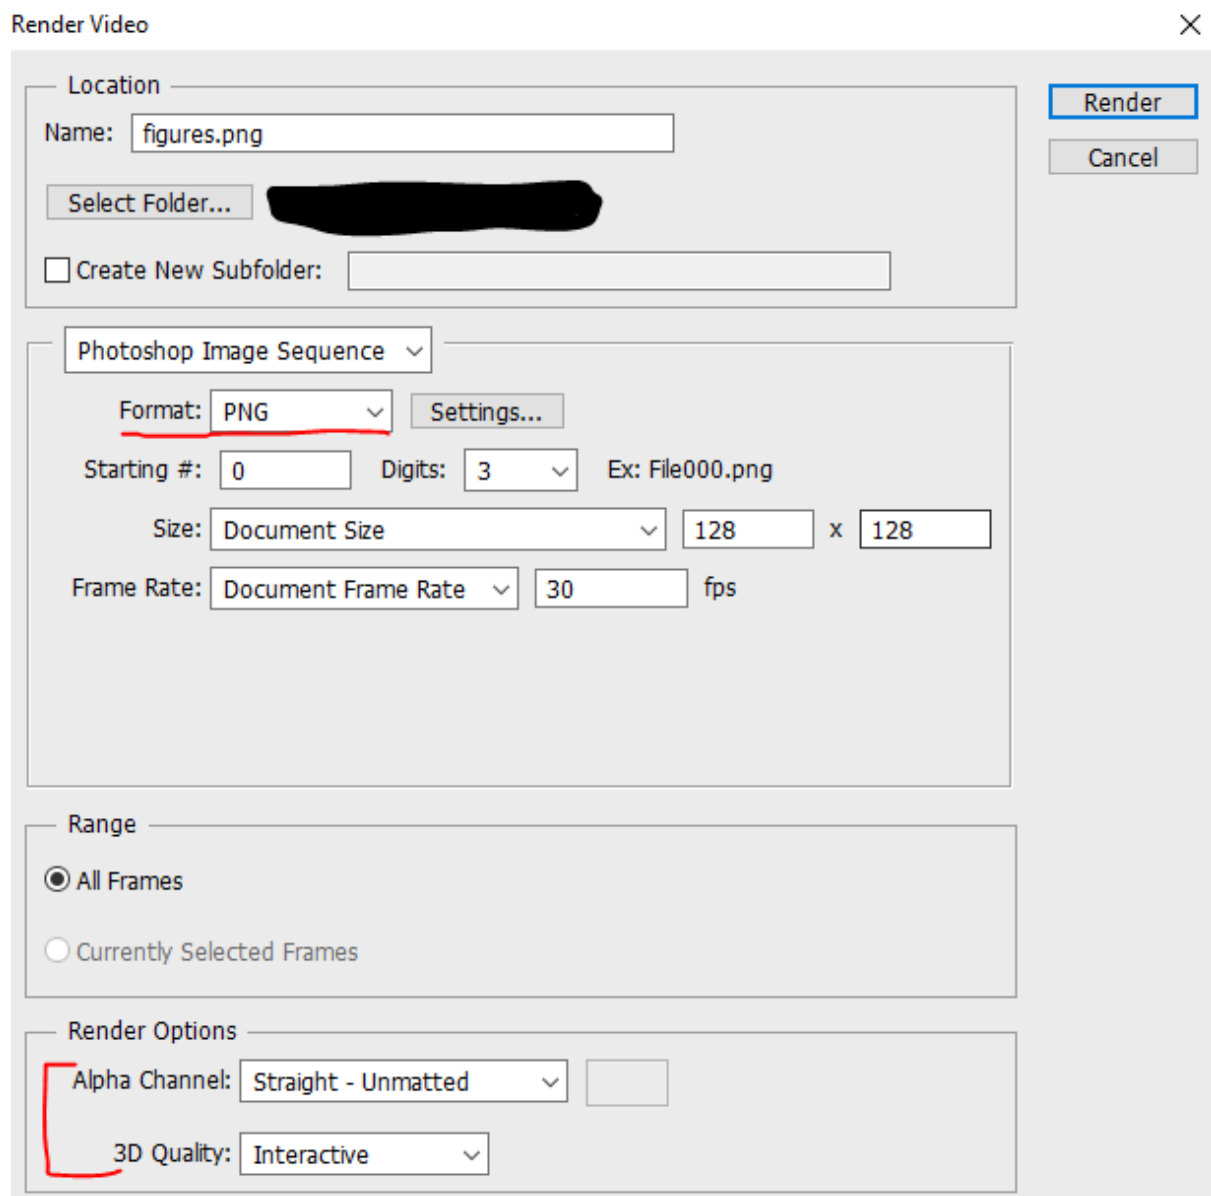 Render Video
Location
Name: figures.png
Select Folder...
Create New Subfolder:
Render
Cancel
Photoshop Image Sequence
Format: PNG Settings...
Starting #: 0 Digits: 3 Ex: File000.png
Size: Document Size 128 x 128
Frame Rate: Document Frame Rate 30 fps
Range
All Frames
Currently Selected Frames
Render Options
Alpha Channel: Straight - Unmatted
3D Quality: Interactive